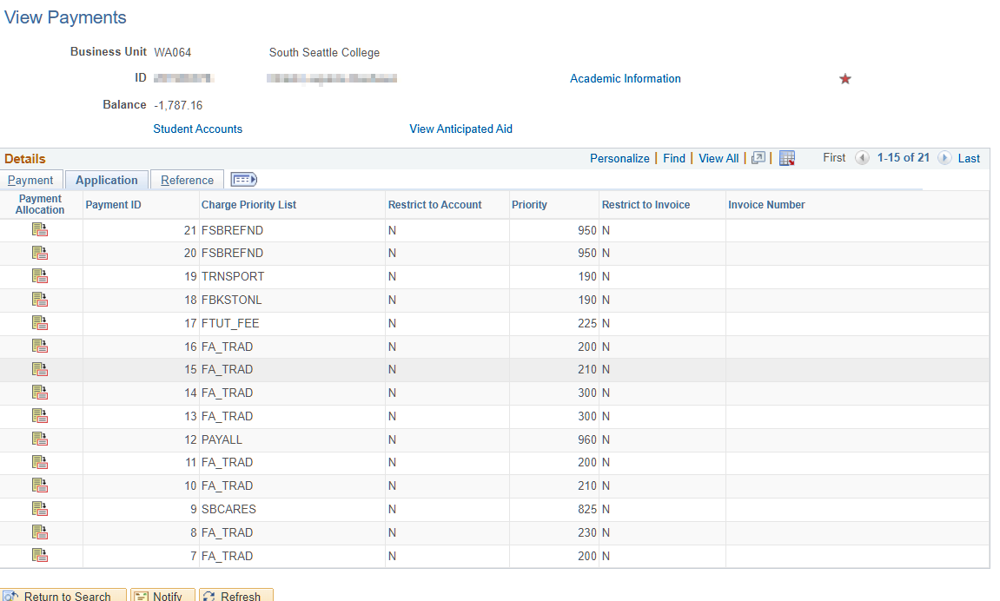 View Payments
Business Unit WA064 South Seattle College
ID Academic Information
Balance -1,787.16
Student Accounts View Anticipated Aid
Details Personalize | Find | View All | | First 1-15 of 21 Last
Payment Application Reference
Payment Allocation Payment ID Charge Priority List Restrict to Account Priority Restrict to Invoice Invoice Number
21 FSBREFND N 950 N
20 FSBREFND N 950 N
19 TRNSPORT N 190 N
18 FBKSTONL N 190 N
17 FTUT_FEE N 225 N
16 FA_TRAD N 200 N
15 FA_TRAD N 210 N
14 FA_TRAD N 300 N
13 FA_TRAD N 300 N
12 PAYALL N 960 N
11 FA_TRAD N 200 N
10 FA_TRAD N 210 N
9 SBCARES N 825 N
8 FA_TRAD N 230 N
7 FA_TRAD N 200 N
Return to Search Notify Refresh